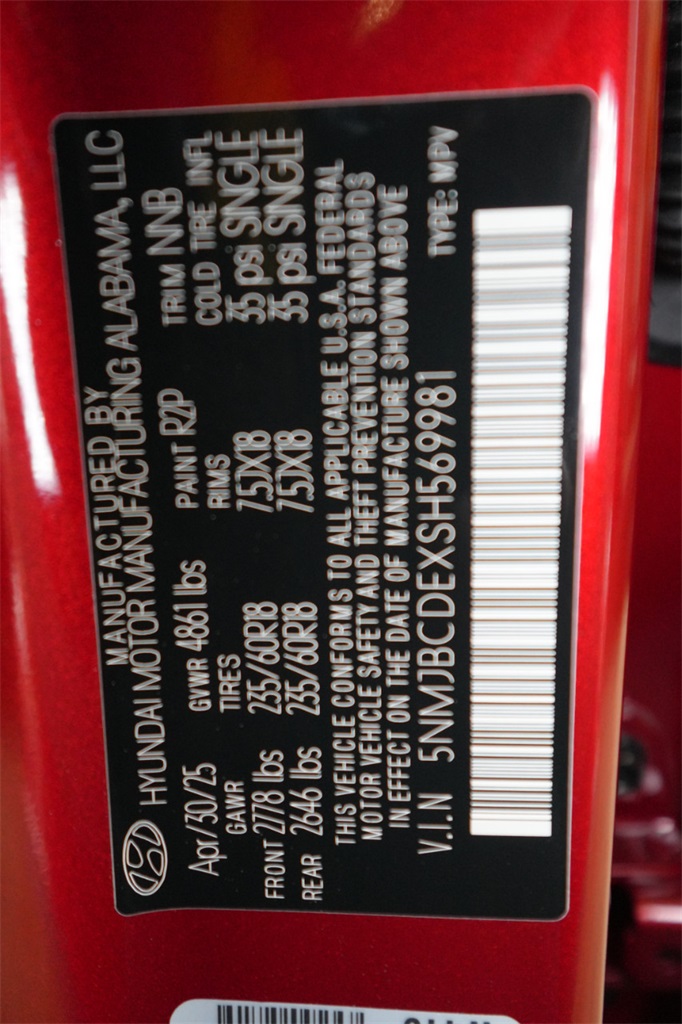 MANUFACTURED BY
HYUNDAI MOTOR MANUFACTURING ALABAMA, LLC
Apr/30/25 GVWR 4861 lbs PAINT R2P TRIM NNB
GAWR TIRES RIMS COLD TIRE INFL
FRONT 2778 lbs 235/60R18 7.5JX18 35 psi SINGLE
REAR 2646 lbs 235/60R18 7.5JX18 35 psi SINGLE
THIS VEHICLE CONFORMS TO ALL APPLICABLE U.S.A. FEDERAL
MOTOR VEHICLE SAFETY AND THEFT PREVENTION STANDARDS
IN EFFECT ON THE DATE OF MANUFACTURE SHOWN ABOVE
V.I.N 5NMJBCDEXSH569981 TYPE: MPV